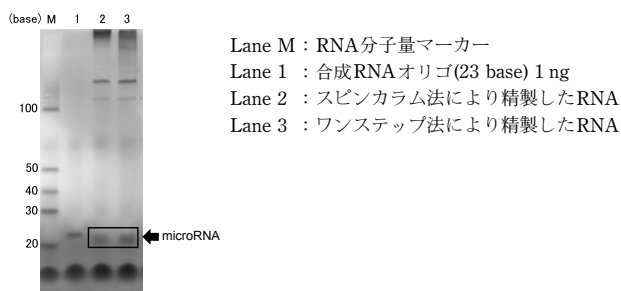 (base) M 1 2 3
100
50
40
30
20
microRNA
Lane M：RNA分子量マーカー
Lane 1 ：合成RNAオリゴ(23 base) 1 ng
Lane 2 ：スピンカラム法により精製したRNA
Lane 3 ：ワンステップ法により精製したRNA